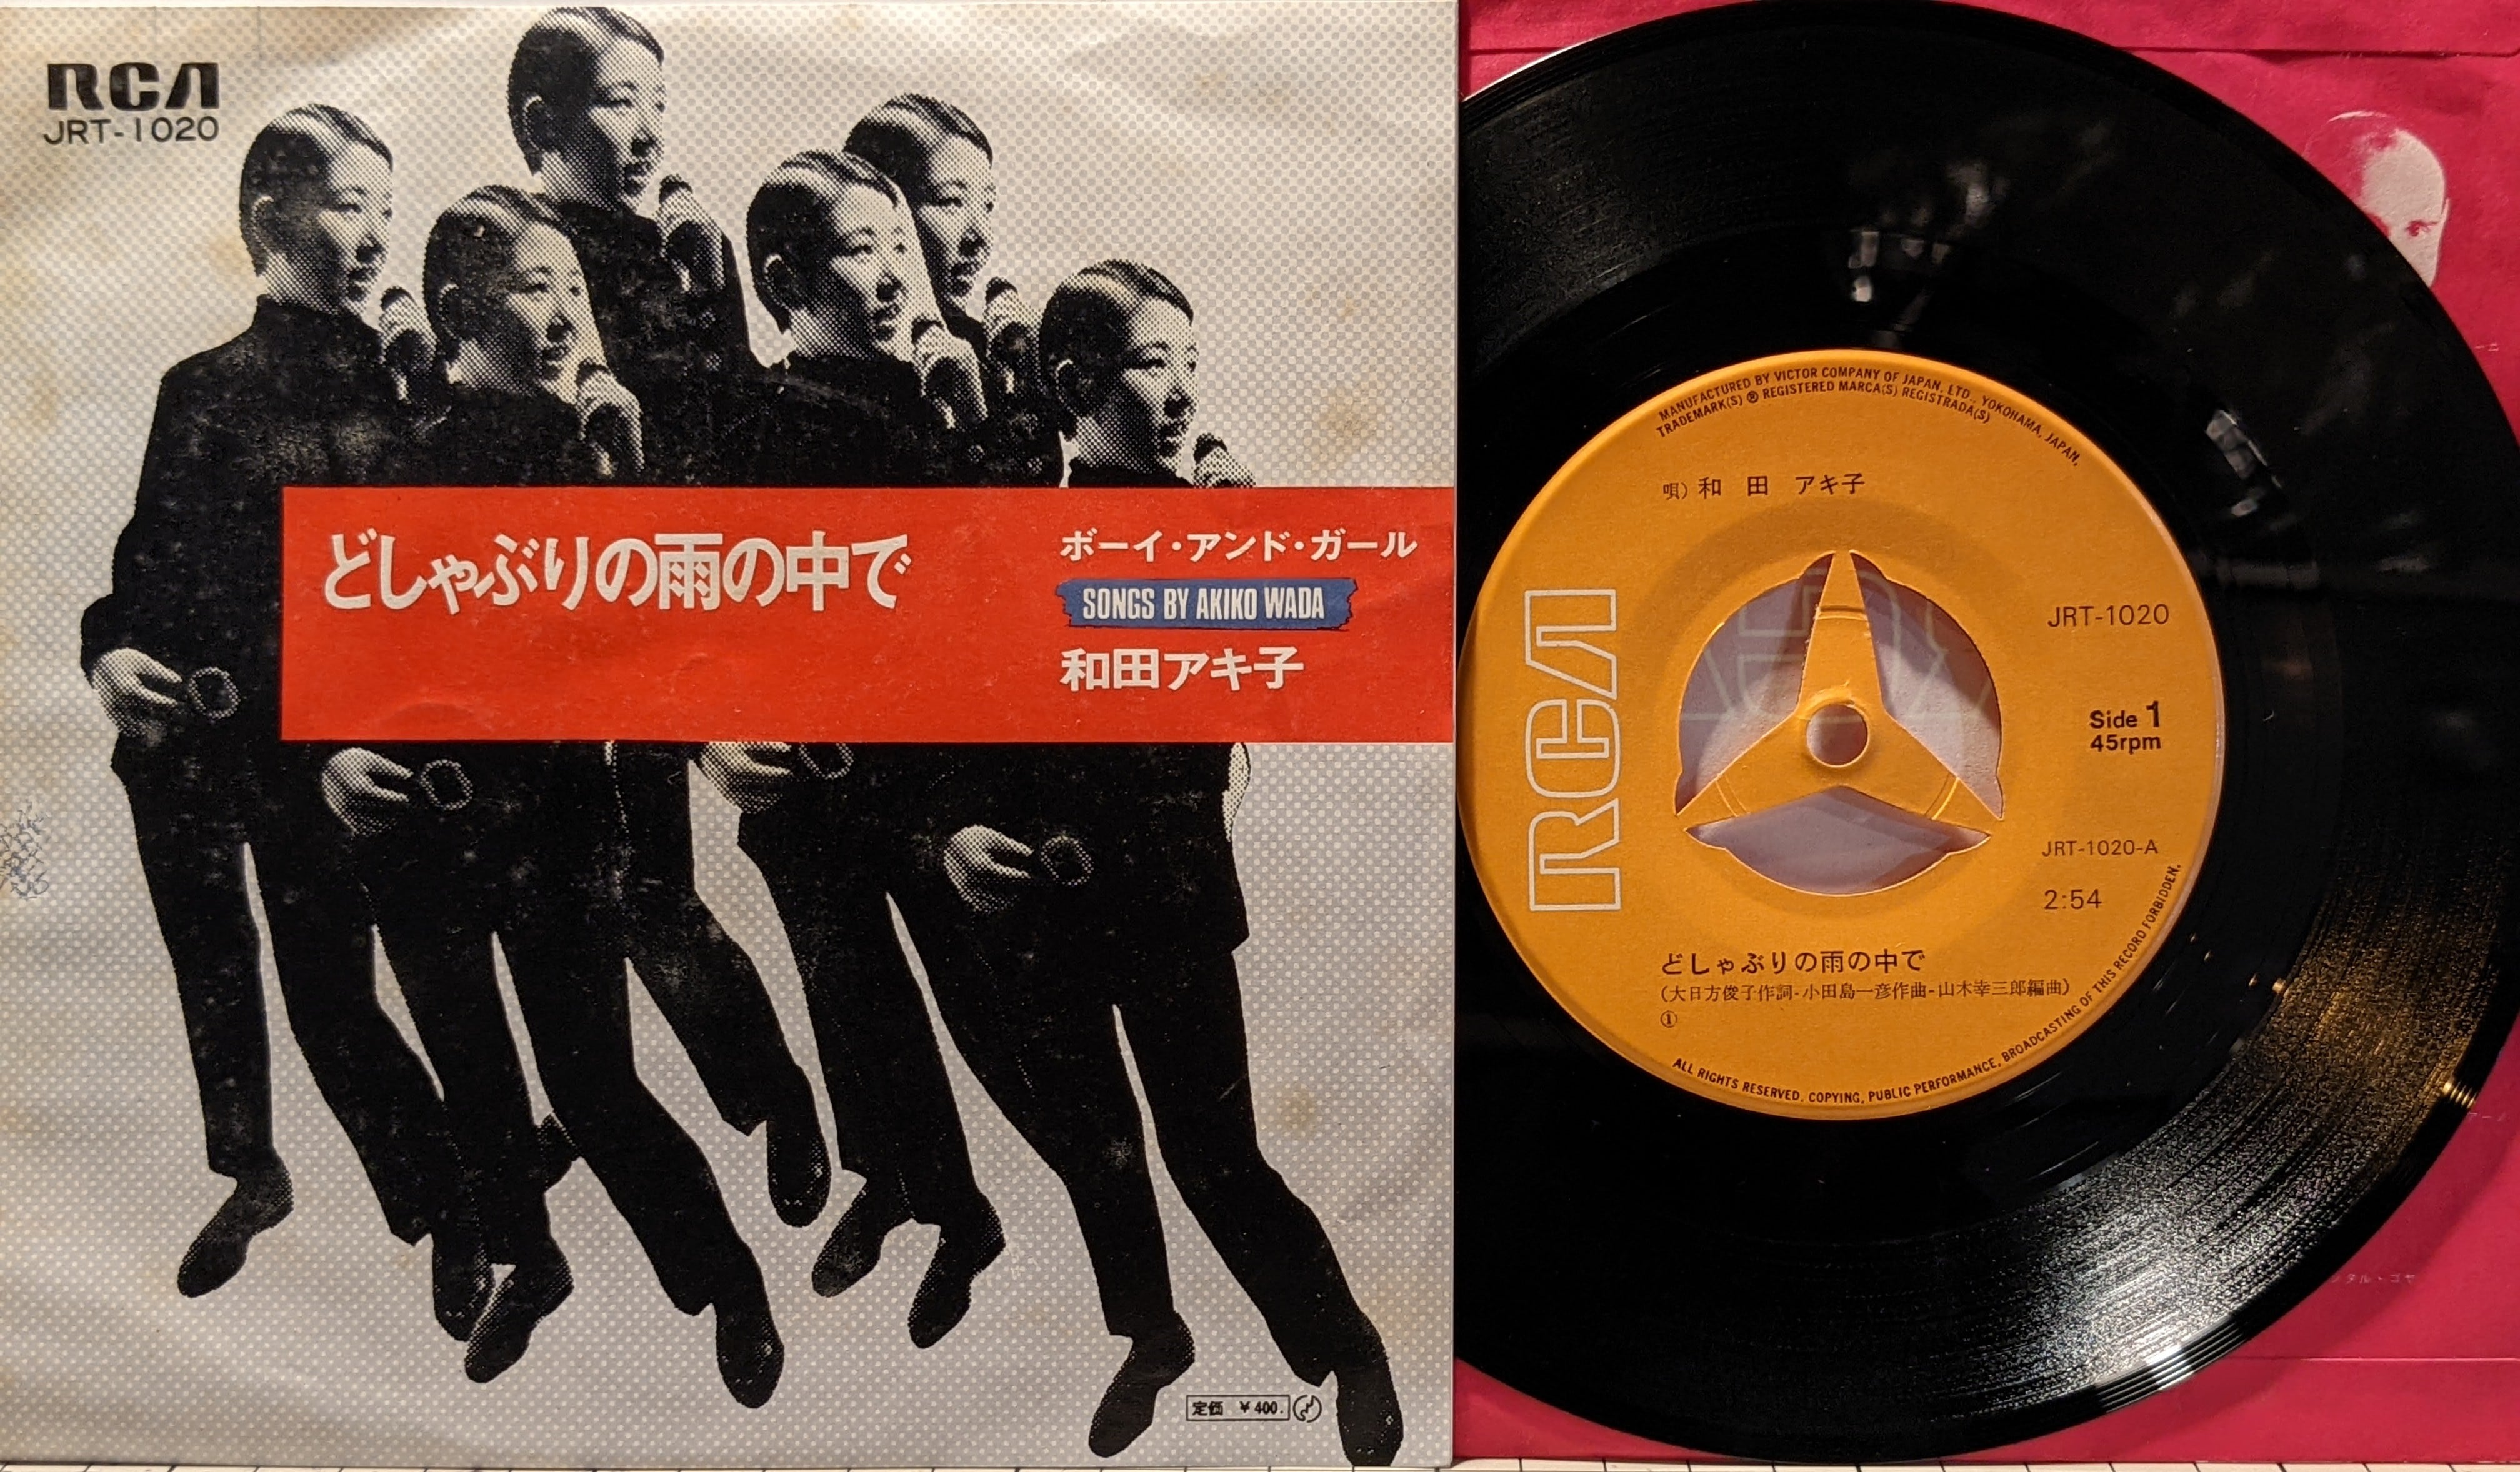 RCA
JRT-1020
どしゃぶりの雨の中で
ボーイ・アンド・ガール
SONGS BY AKIKO WADA
和田アキ子
定価 ¥400.
MANUFACTURED BY VICTOR COMPANY OF JAPAN, LTD., YOKOHAMA, JAPAN,
TRADEMARK(S) ® REGISTERED MARCA(S) REGISTRADA(S)
唄) 和 田 アキ子
RCA
JRT-1020
Side 1
45rpm
JRT-1020-A
2:54
どしゃぶりの雨の中で
(大日方俊子作詞-小田島一彦作曲-山木幸三郎編曲)
①
ALL RIGHTS RESERVED. COPYING, PUBLIC PERFORMANCE, BROADCASTING OF THIS RECORD FORBIDDEN.